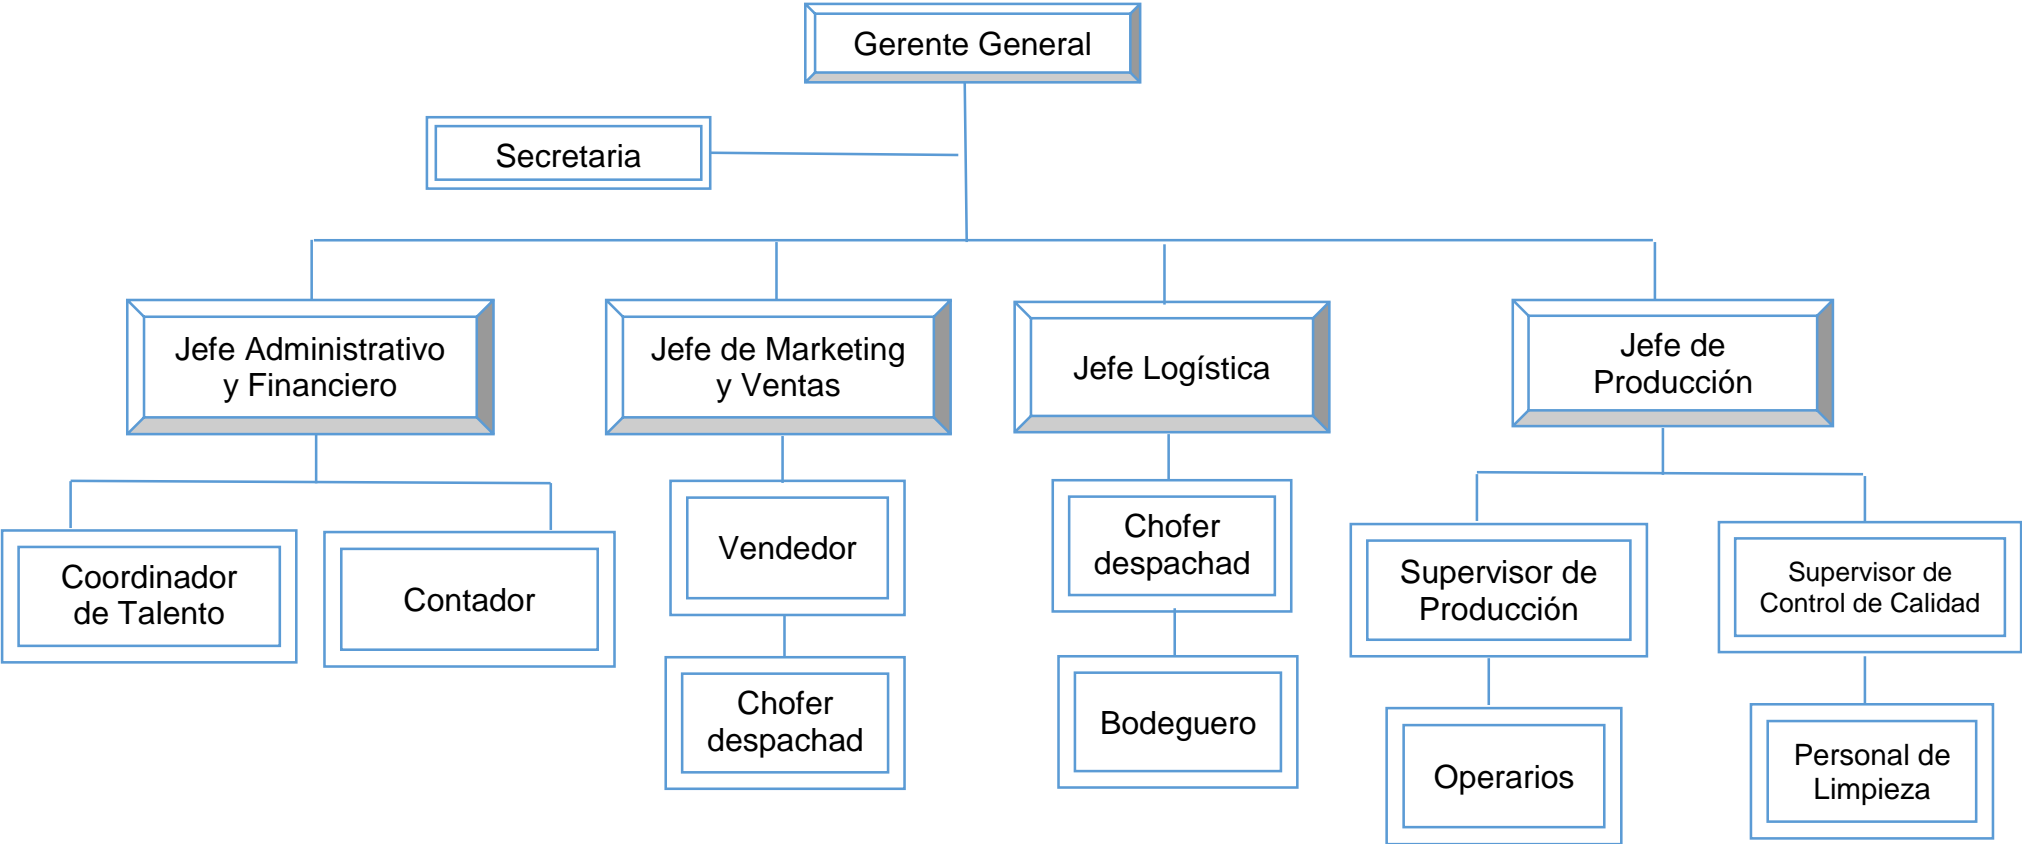 Gerente General
Secretaria
Jefe Administrativo
y Financiero
Jefe de Marketing
y Ventas
Jefe Logística
Jefe de
Producción
Coordinador
de Talento
Contador
Vendedor
Chofer
despachad
Chofer
despachad
Bodeguero
Supervisor de
Producción
Operarios
Supervisor de
Control de Calidad
Personal de
Limpieza